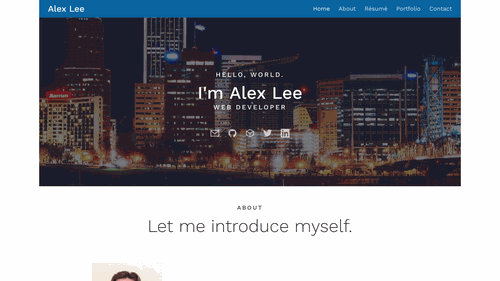 Alex Lee
Home About Résumé Portfolio Contact
HELLO, WORLD.
I'm Alex Lee
WEB DEVELOPER
ABOUT
Let me introduce myself.